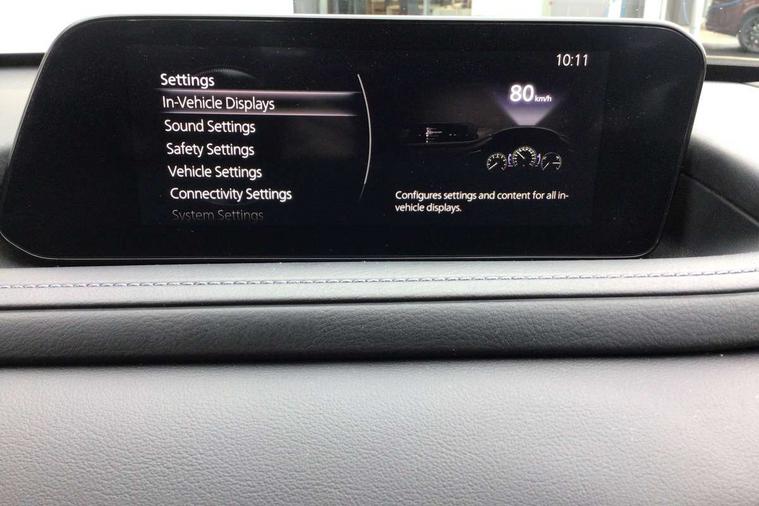 10:11
Settings
In-Vehicle Displays
Sound Settings
Safety Settings
Vehicle Settings
Connectivity Settings
System Settings
80 km/h
Configures settings and content for all in-
vehicle displays.